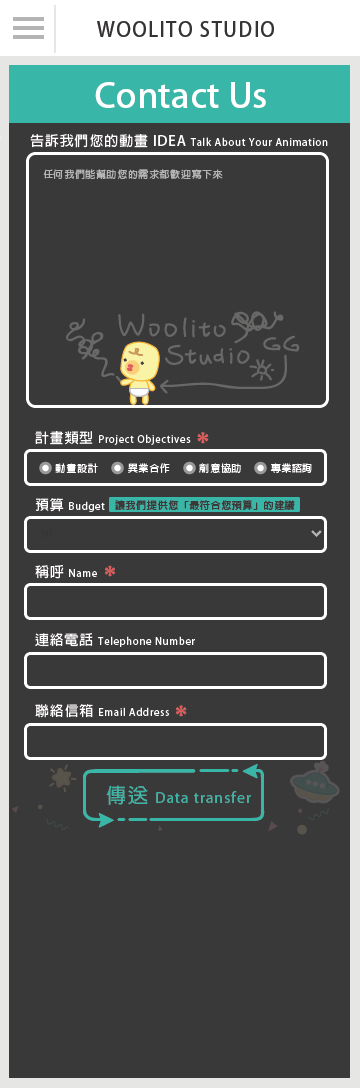 WOOLITO STUDIO
Contact Us
告訴我們您的動畫 IDEA Talk About Your Animation
任何我們能幫助您的需求都歡迎寫下來
Woolito
Studio GG
計畫類型 Project Objectives *
動畫設計 異業合作 創意協助 專業諮詢
預算 Budget 讓我們提供您「最符合您預算」的建議
稱呼 Name *
連絡電話 Telephone Number
聯絡信箱 Email Address *
傳送 Data transfer